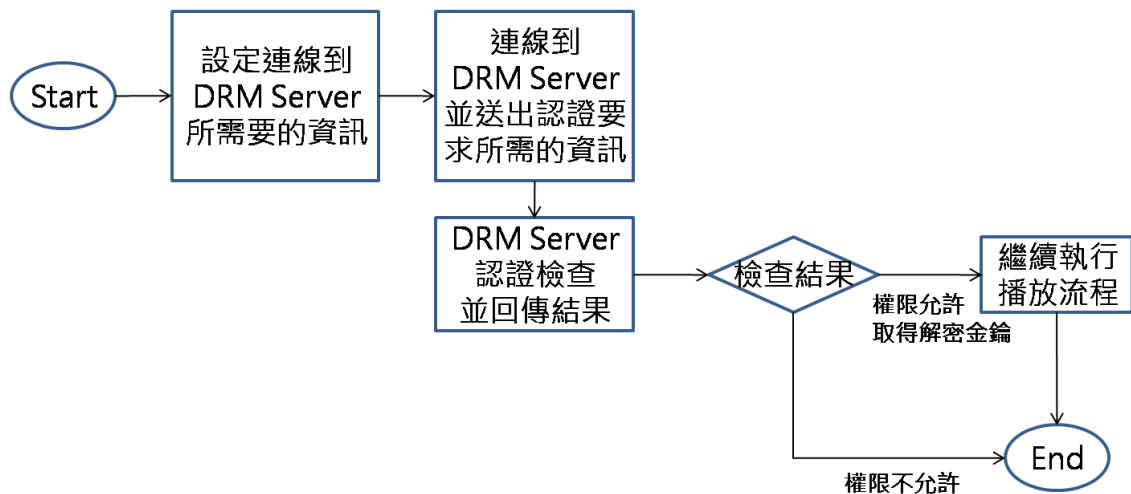 Start
設定連線到
DRM Server
所需要的資訊
連線到
DRM Server
並送出認證要
求所需的資訊
DRM Server
認證檢查
並回傳結果
檢查結果
權限允許
取得解密金鑰
繼續執行
播放流程
權限不允許
End